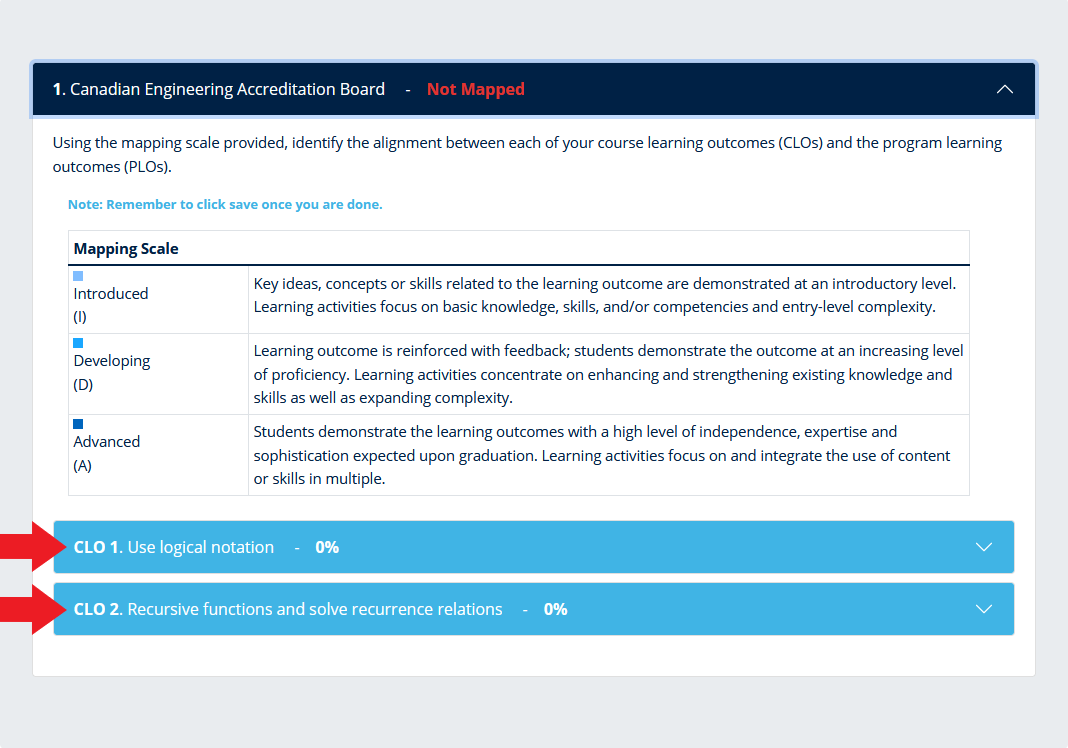 1. Canadian Engineering Accreditation Board - Not Mapped
Using the mapping scale provided, identify the alignment between each of your course learning outcomes (CLOs) and the program learning
outcomes (PLOs).
Note: Remember to click save once you are done.
Mapping Scale
Introduced
(I)
Key ideas, concepts or skills related to the learning outcome are demonstrated at an introductory level.
Learning activities focus on basic knowledge, skills, and/or competencies and entry-level complexity.
Developing
(D)
Learning outcome is reinforced with feedback; students demonstrate the outcome at an increasing level
of proficiency. Learning activities concentrate on enhancing and strengthening existing knowledge and
skills as well as expanding complexity.
Advanced
(A)
Students demonstrate the learning outcomes with a high level of independence, expertise and
sophistication expected upon graduation. Learning activities focus on and integrate the use of content
or skills in multiple.
CLO 1. Use logical notation - 0%
CLO 2. Recursive functions and solve recurrence relations - 0%